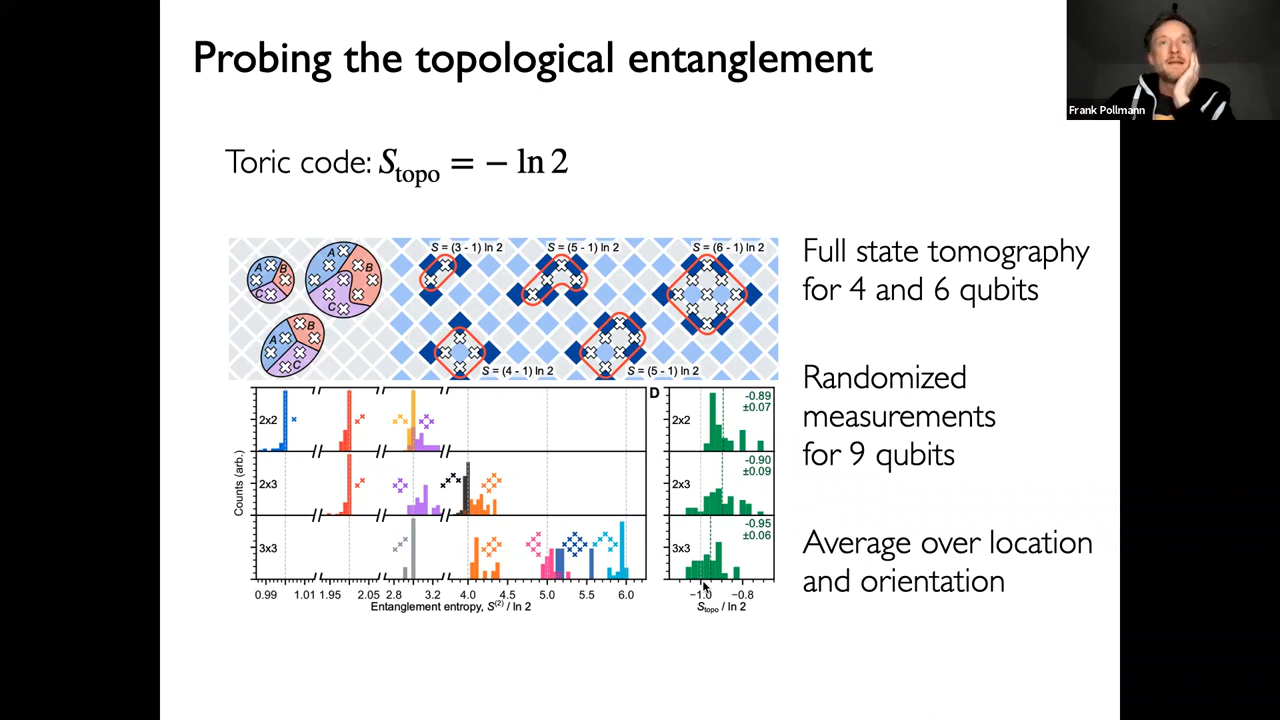 Probing the topological entanglement
Frank Pollmann
Toric code: S_topo = − ln 2
A B C
A B C
A B C
S = (3 - 1) ln 2
S = (5 - 1) ln 2
S = (6 - 1) ln 2
S = (4 - 1) ln 2
S = (5 - 1) ln 2
Full state tomography
for 4 and 6 qubits
Randomized
measurements
for 9 qubits
Average over location
and orientation
Counts (arb.)
2x2
2x3
3x3
0.99 1.01 1.95 2.05 2.8 3.2 4.0 4.5 5.0 5.5 6.0
Entanglement entropy, S^(2) / ln 2
D
-0.89
±0.07
-0.90
±0.09
-0.95
±0.06
−1.0 −0.8
S_topo / ln 2